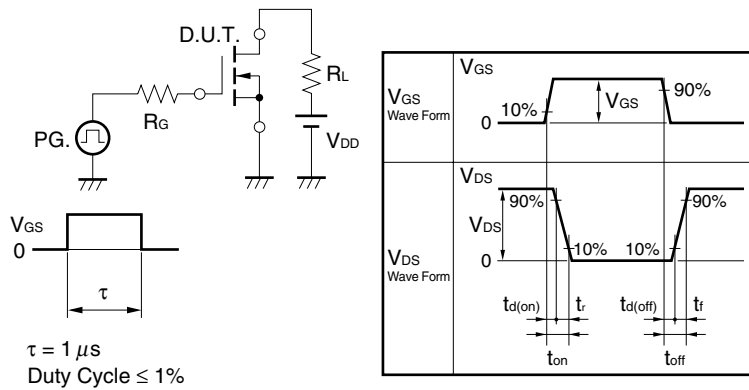 D.U.T.
RL
RG
PG.
VDD
VGS
0
τ
τ = 1 μs
Duty Cycle ≤ 1%
VGS
Wave Form
VGS
10%
VGS
90%
0
VDS
Wave Form
VDS
90%
VDS
10%
10%
90%
0
td(on)
tr
td(off)
tf
ton
toff